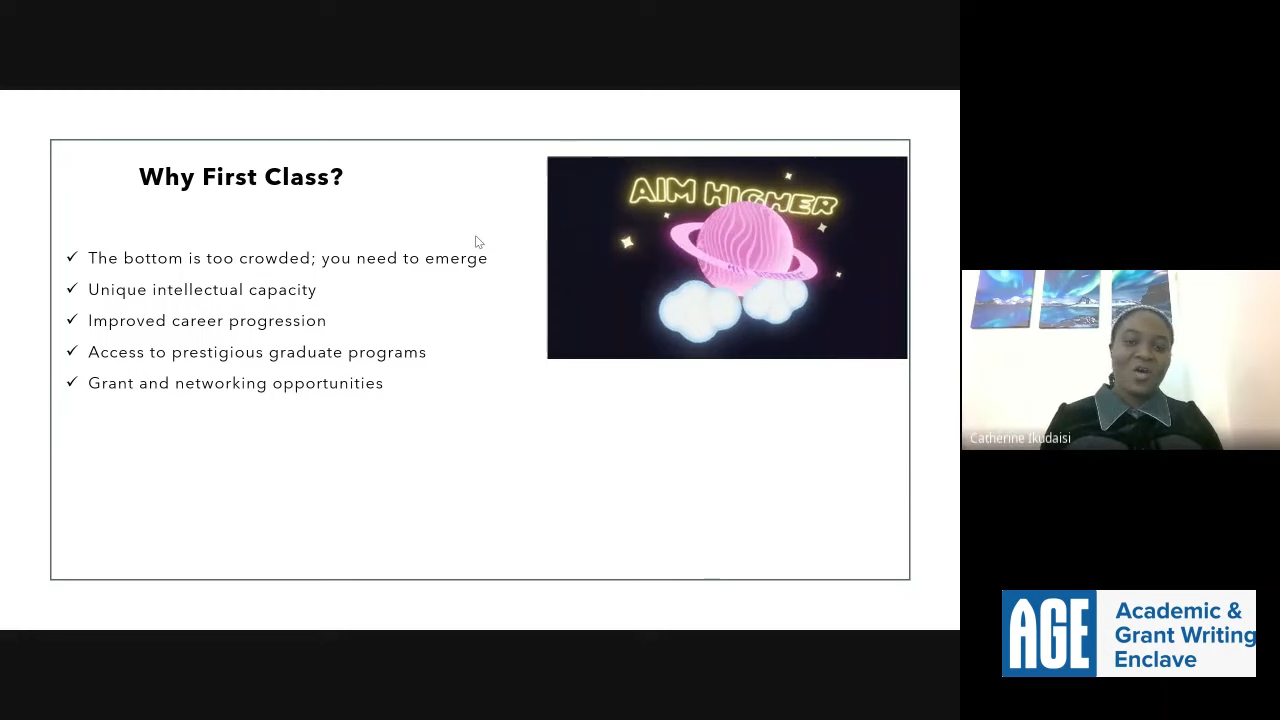 Why First Class?
AIM HIGHER
✓ The bottom is too crowded; you need to emerge
✓ Unique intellectual capacity
✓ Improved career progression
✓ Access to prestigious graduate programs
✓ Grant and networking opportunities
Catherine Ikudaisi
AGE
Academic &
Grant Writing
Enclave